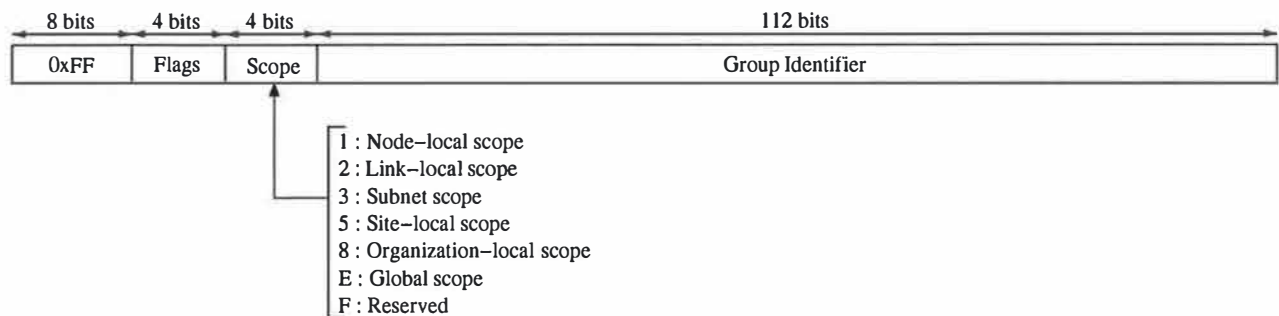 8 bits 4 bits 4 bits 112 bits
0xFF Flags Scope Group Identifier
1 : Node–local scope
2 : Link–local scope
3 : Subnet scope
5 : Site–local scope
8 : Organization–local scope
E : Global scope
F : Reserved